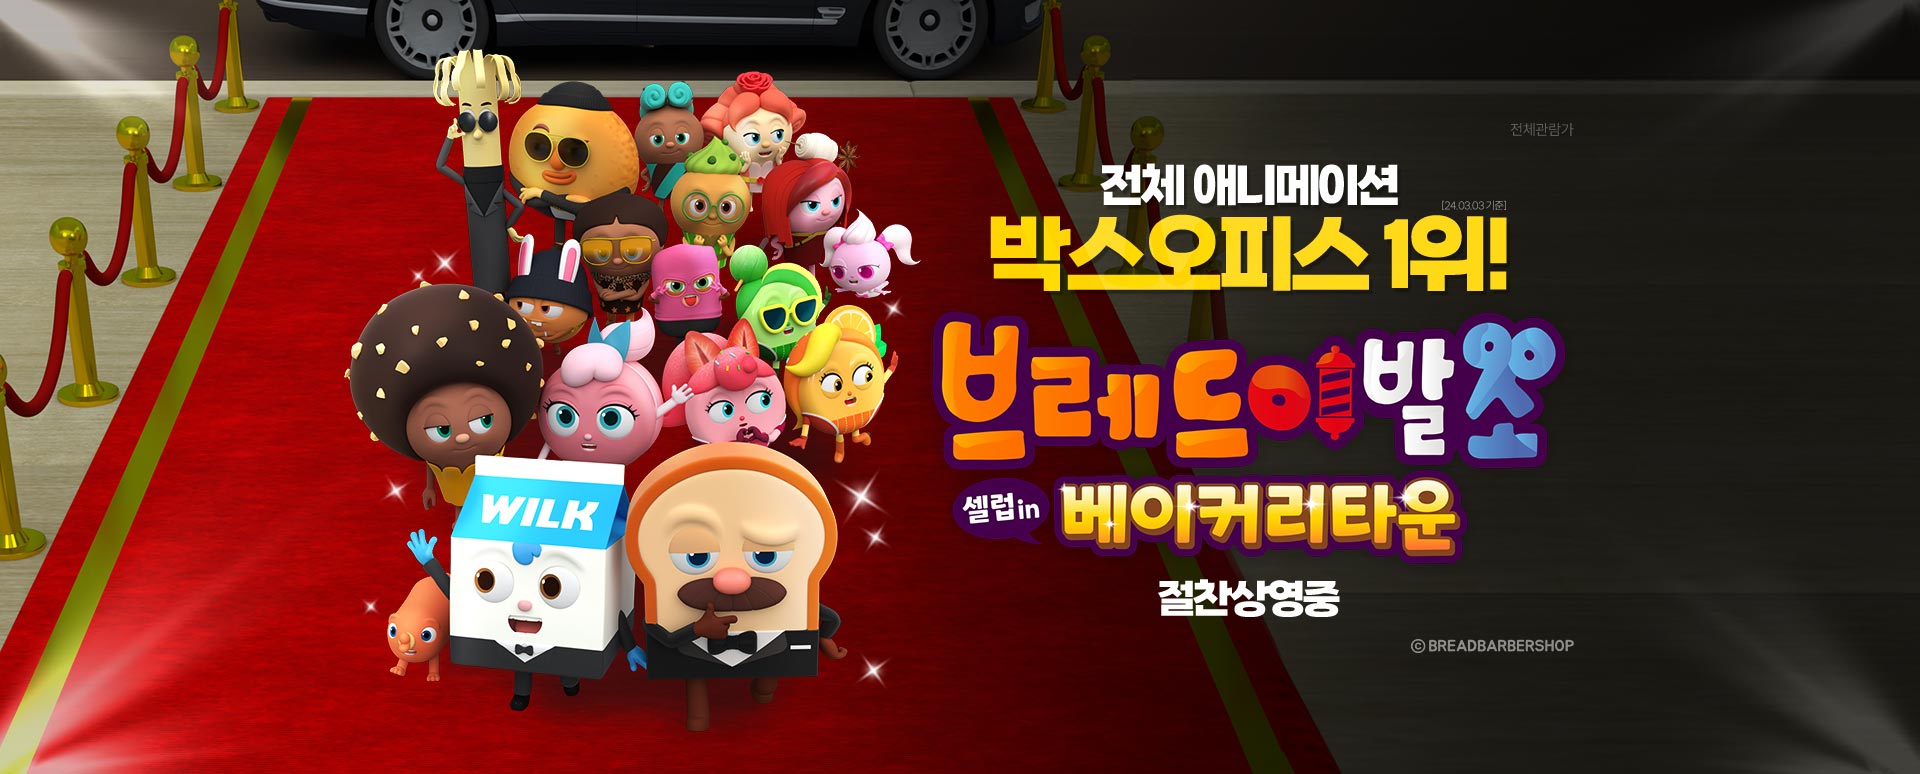 전체관람가
전체 애니메이션
[24.03.03 기준]
박스오피스 1위!
브레드이발소
셀럽in 베이커리타운
WILK
절찬상영중
ⓒ BREADBARBERSHOP